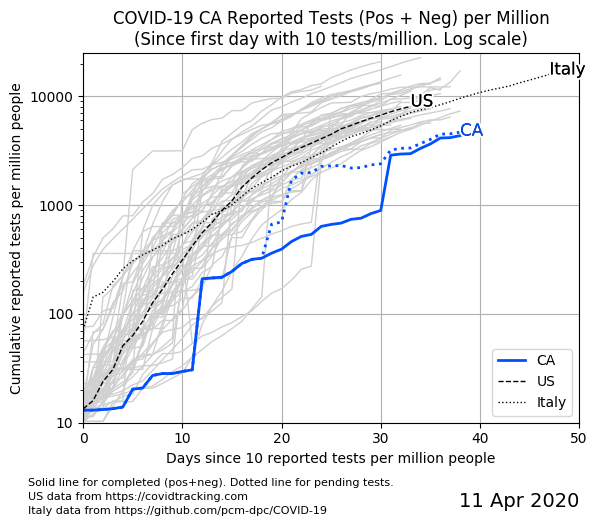 COVID-19 CA Reported Tests (Pos + Neg) per Million
(Since first day with 10 tests/million. Log scale)
Cumulative reported tests per million people
10000
1000
100
10
Italy
US
CA
CA
US
Italy
0 10 20 30 40 50
Days since 10 reported tests per million people
Solid line for completed (pos+neg). Dotted line for pending tests.
US data from https://covidtracking.com
Italy data from https://github.com/pcm-dpc/COVID-19
11 Apr 2020